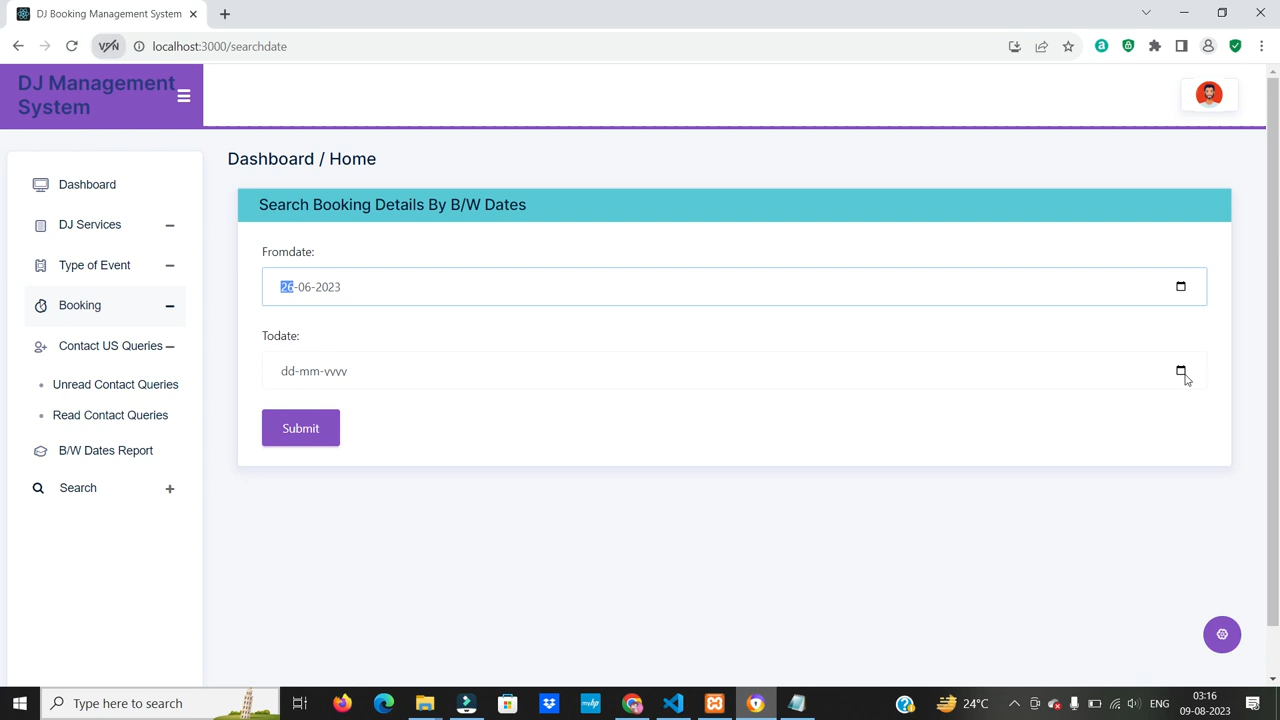 DJ Booking Management System
VPN
localhost:3000/searchdate
DJ Management
System
Dashboard / Home
Dashboard
DJ Services
Type of Event
Booking
Contact US Queries
Unread Contact Queries
Read Contact Queries
B/W Dates Report
Search
Search Booking Details By B/W Dates
Fromdate:
26-06-2023
Todate:
dd-mm-yyyy
Submit
Type here to search
24°C
ENG
03:16
09-08-2023